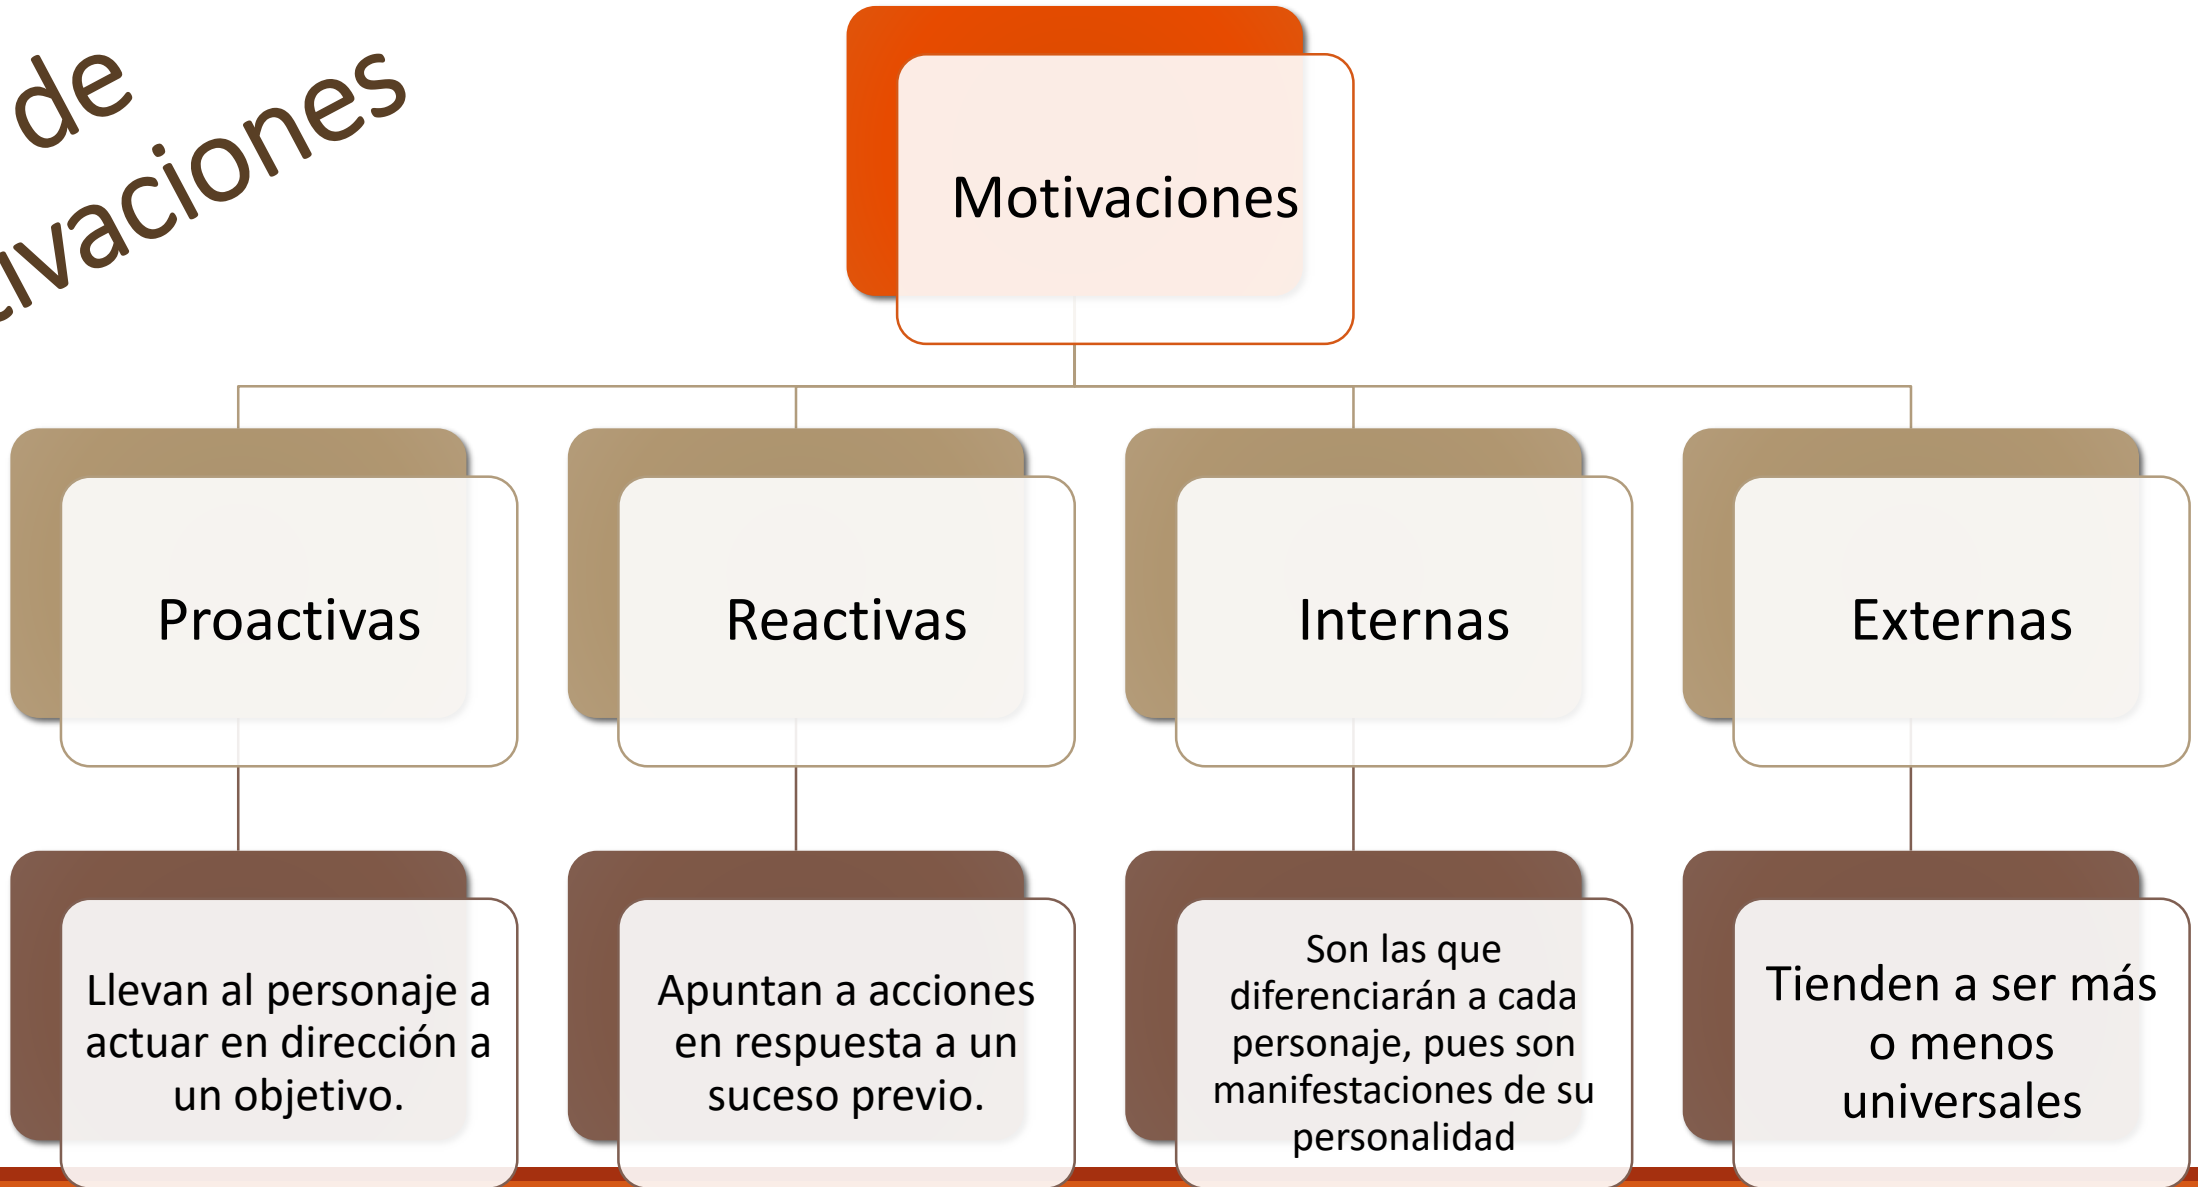 de
Motivaciones
Proactivas
Reactivas
Internas
Externas
Llevan al personaje a
actuar en dirección a
un objetivo.
Apuntan a acciones
en respuesta a un
suceso previo.
Son las que
diferenciarán a cada
personaje, pues son
manifestaciones de su
personalidad
Tienden a ser más
o menos
universales